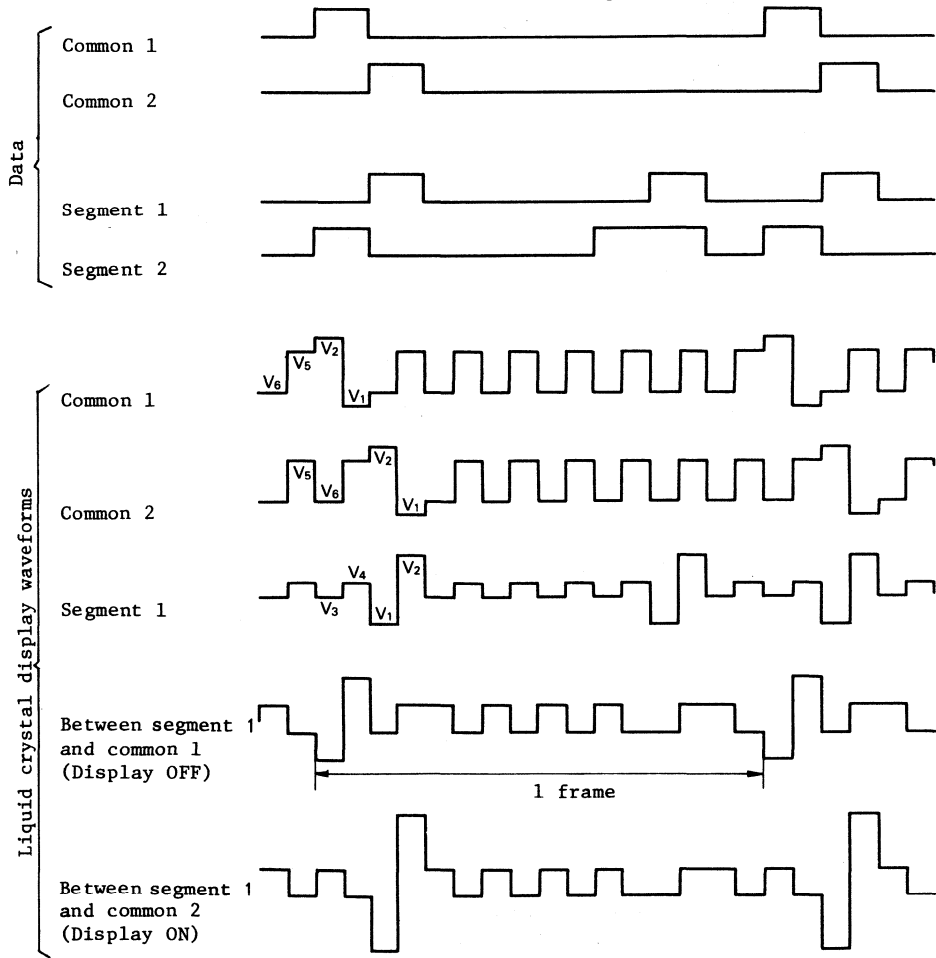 Data
Common 1
Common 2
Segment 1
Segment 2
Liquid crystal display waveforms
Common 1
V6
V5
V2
V1
Common 2
V5
V6
V2
V1
Segment 1
V3
V4
V1
V2
Between segment 1
and common 1
(Display OFF)
1 frame
Between segment 1
and common 2
(Display ON)